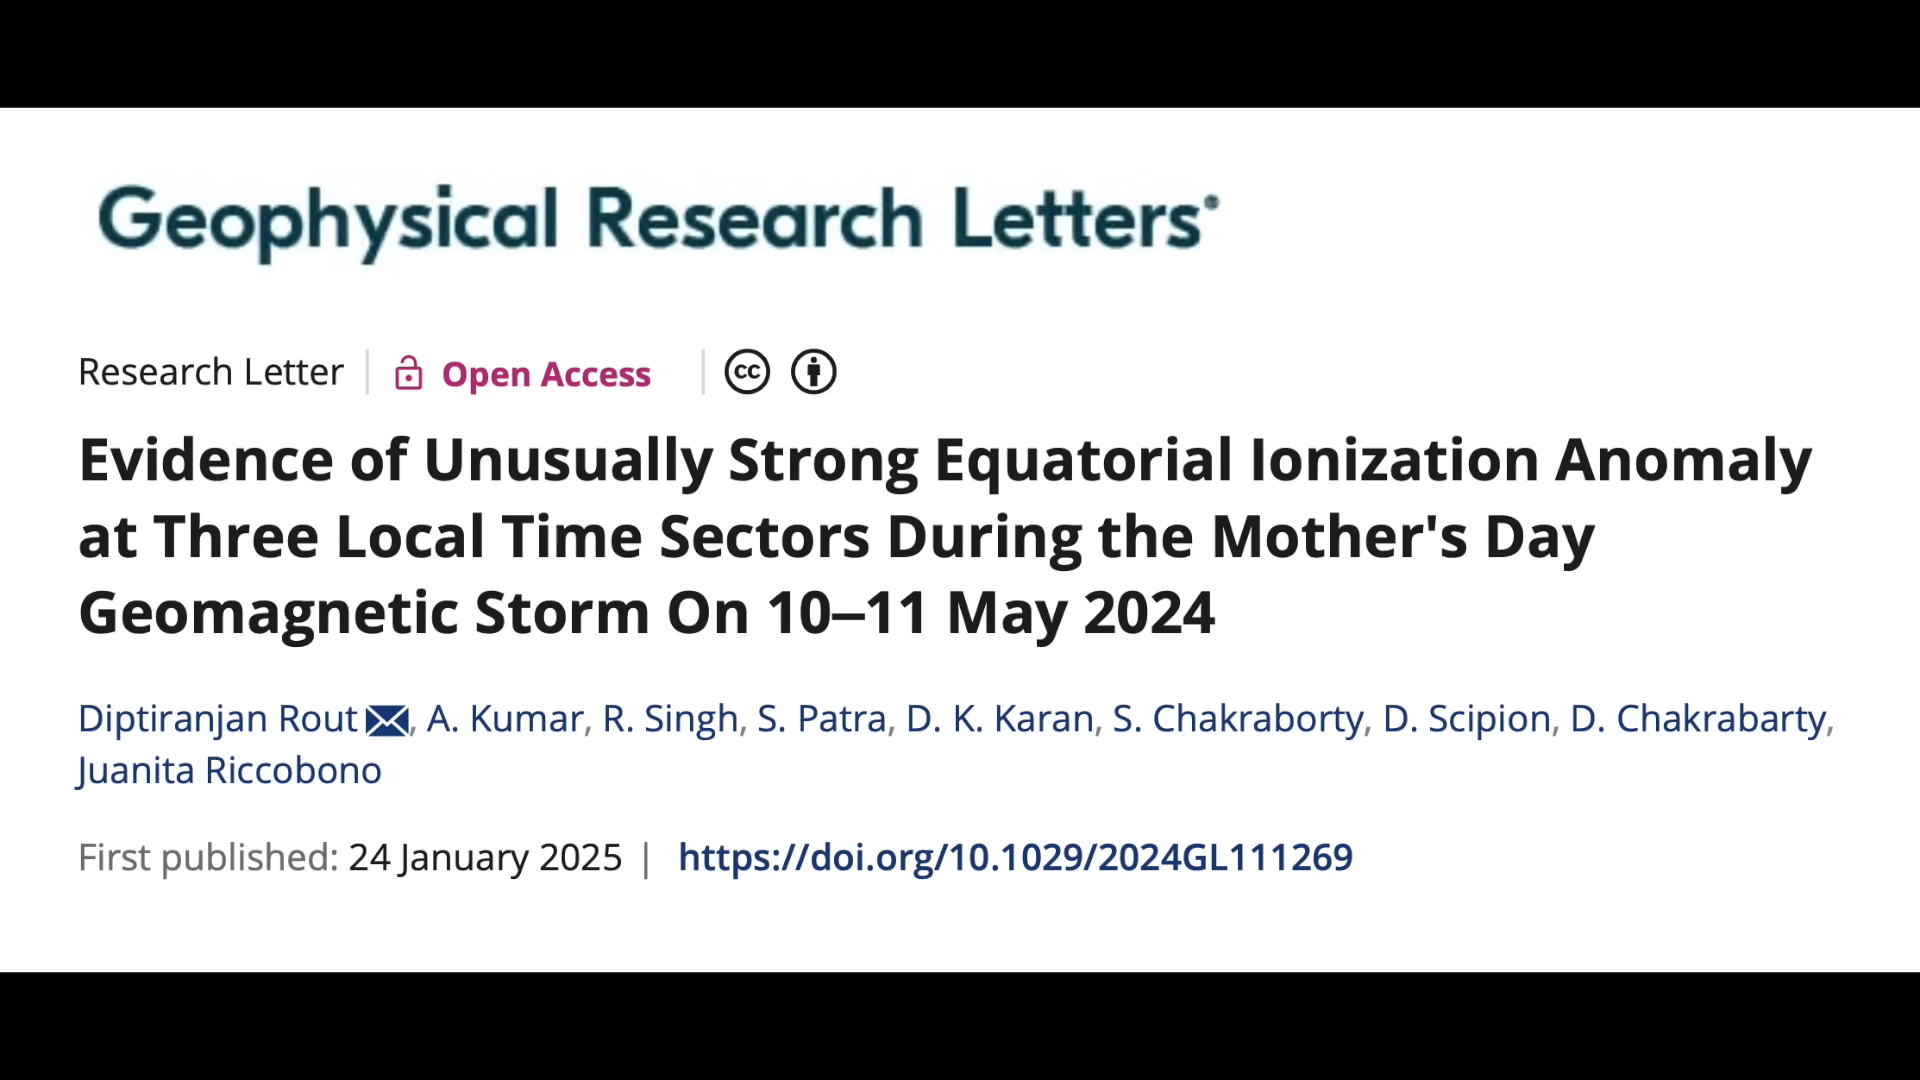 Geophysical Research Letters®
Research Letter | Open Access | cc
Evidence of Unusually Strong Equatorial Ionization Anomaly
at Three Local Time Sectors During the Mother's Day
Geomagnetic Storm On 10–11 May 2024
Diptiranjan Rout, A. Kumar, R. Singh, S. Patra, D. K. Karan, S. Chakraborty, D. Scipion, D. Chakrabarty,
Juanita Riccobono
First published: 24 January 2025 | https://doi.org/10.1029/2024GL111269